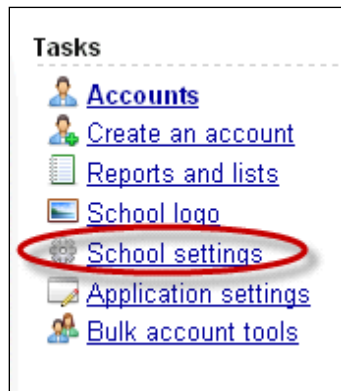 Tasks
Accounts
Create an account
Reports and lists
School logo
School settings
Application settings
Bulk account tools